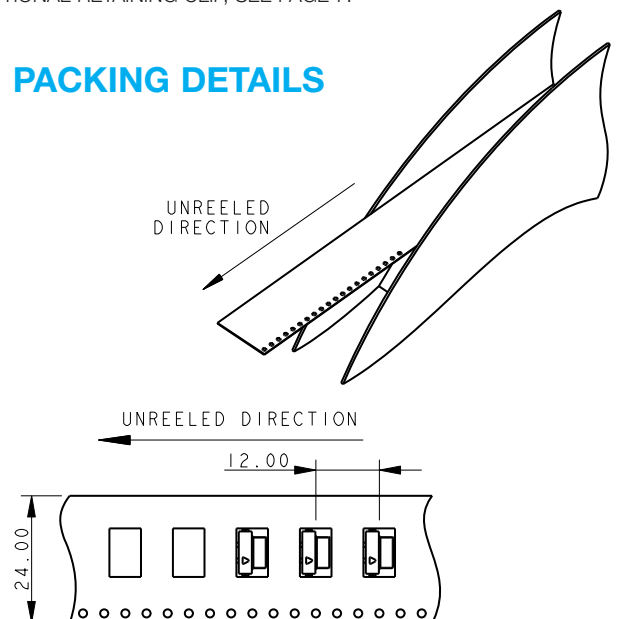 PACKING DETAILS
UNREELED
DIRECTION
UNREELED DIRECTION
12.00
24.00